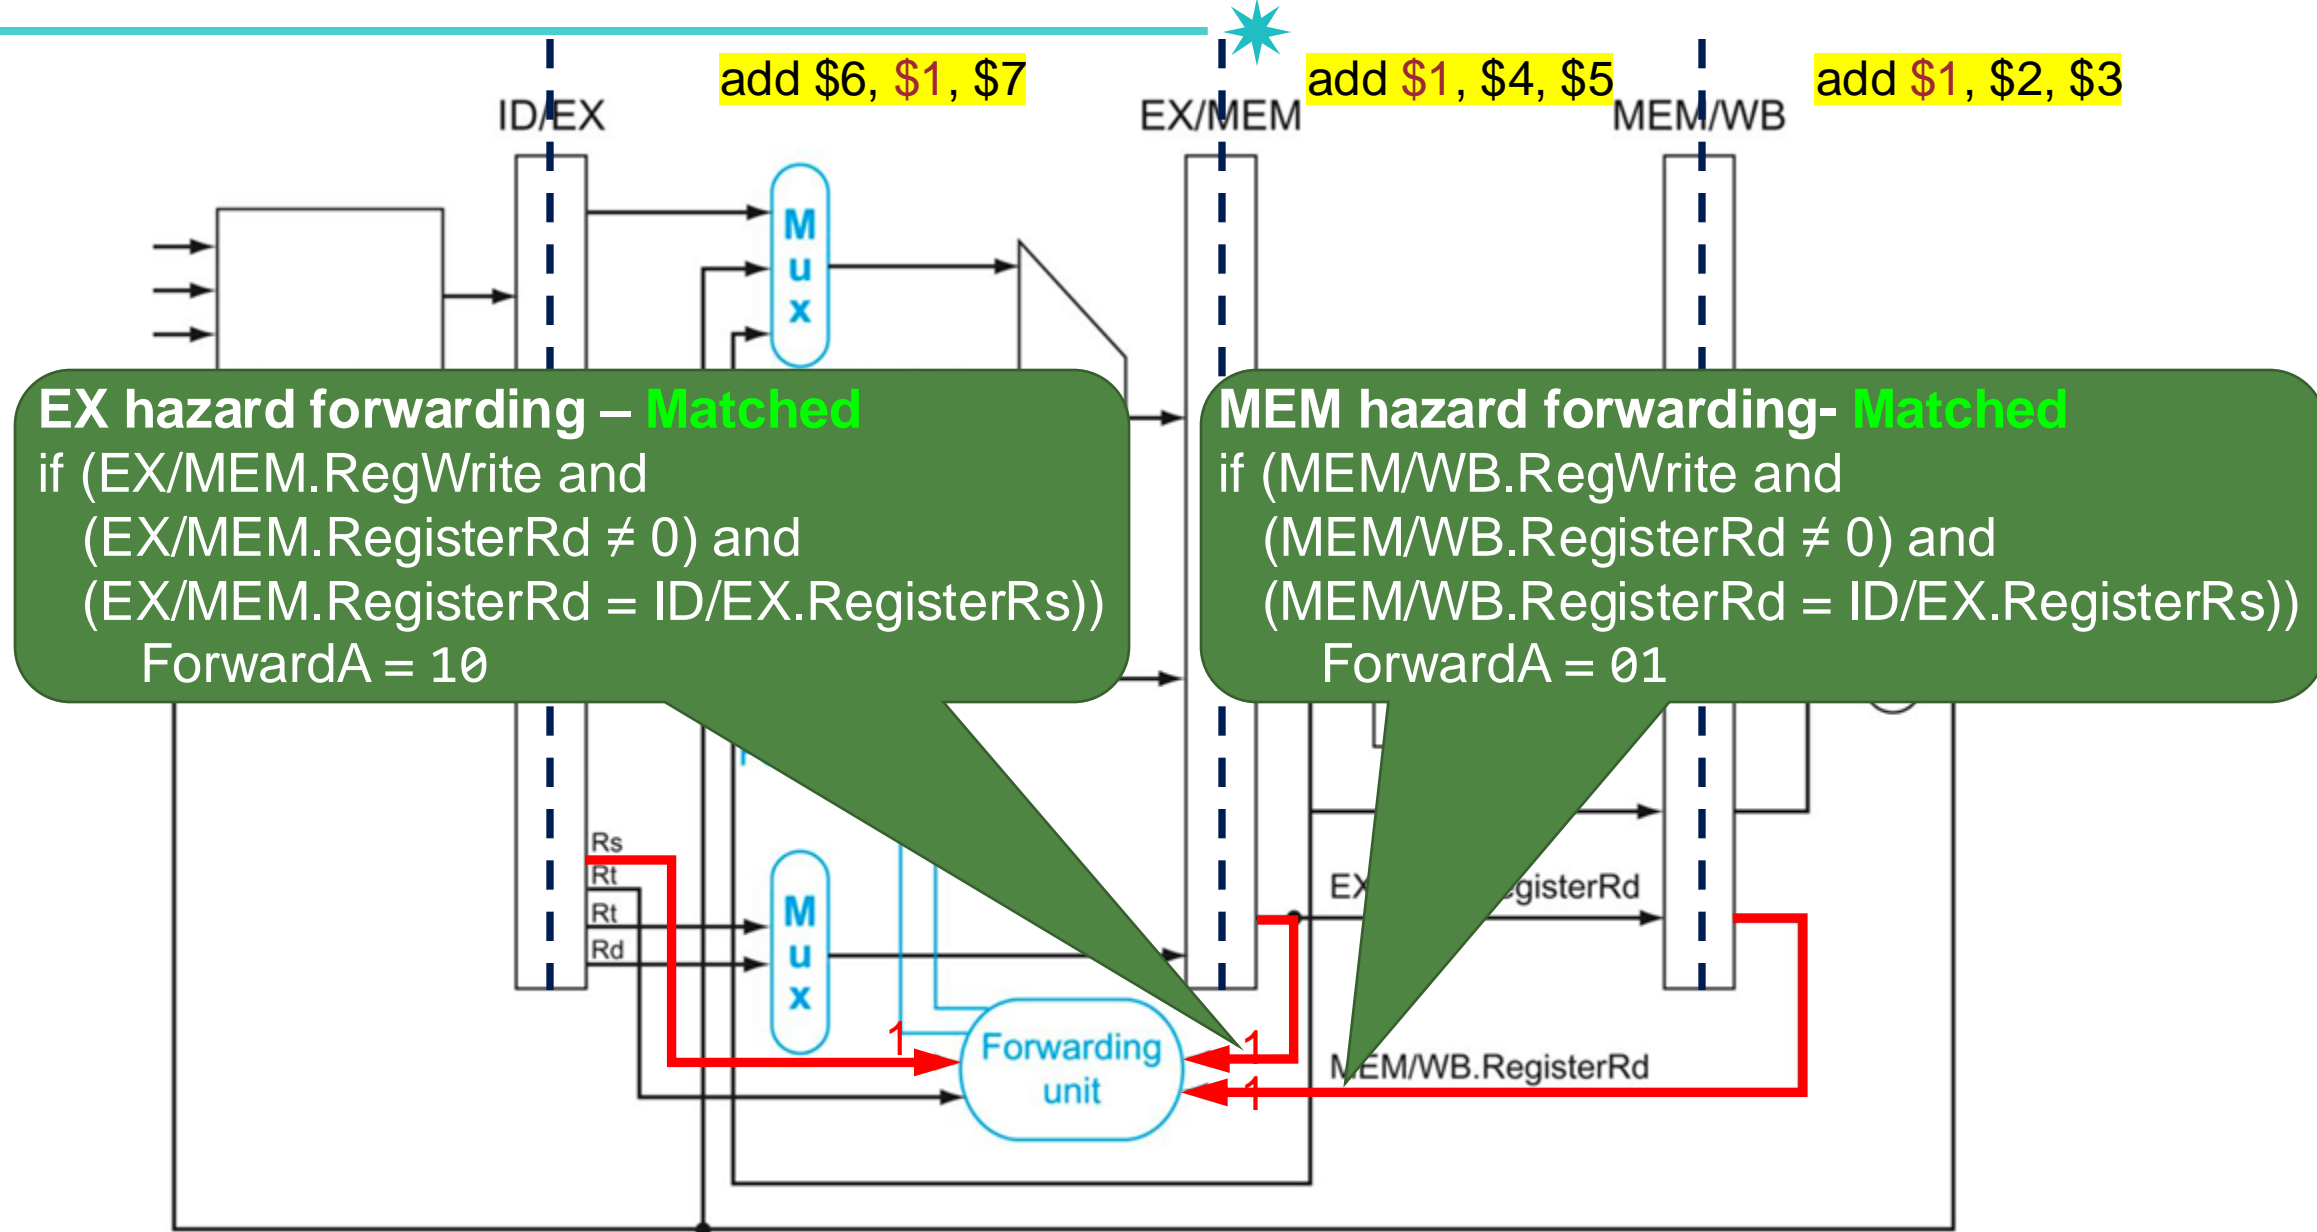 add $6, $1, $7
add $1, $4, $5
add $1, $2, $3
ID/EX
EX/MEM
MEM/WB
M
u
x
EX hazard forwarding – Matched
if (EX/MEM.RegWrite and
(EX/MEM.RegisterRd ≠ 0) and
(EX/MEM.RegisterRd = ID/EX.RegisterRs))
ForwardA = 10
MEM hazard forwarding- Matched
if (MEM/WB.RegWrite and
(MEM/WB.RegisterRd ≠ 0) and
(MEM/WB.RegisterRd = ID/EX.RegisterRs))
ForwardA = 01
Rs
Rt
Rt
Rd
M
u
x
EX
gisterRd
1
Forwarding
unit
1
MEM/WB.RegisterRd
1